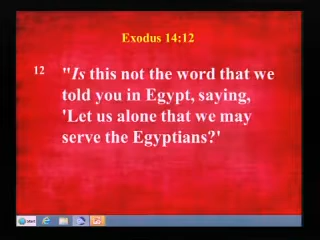 Exodus 14:12
12 "Is this not the word that we
told you in Egypt, saying,
'Let us alone that we may
serve the Egyptians?'
start